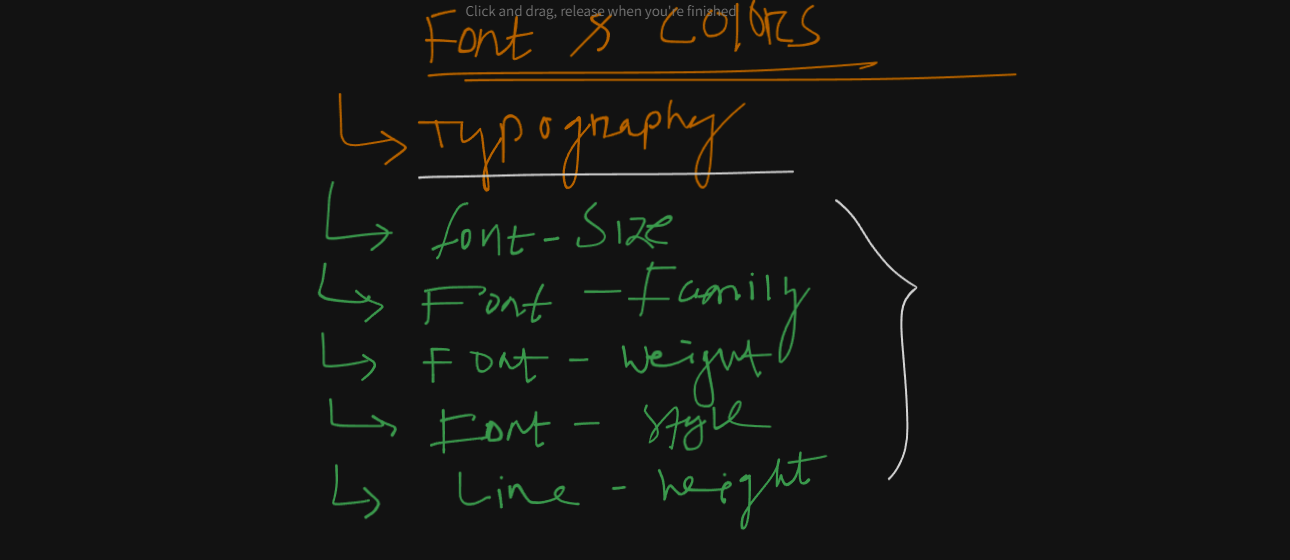 Click and drag, release when you're finished
Font & Colors
Typography
font-Size
Font - Family
Font - weight
Font - style
Line - height